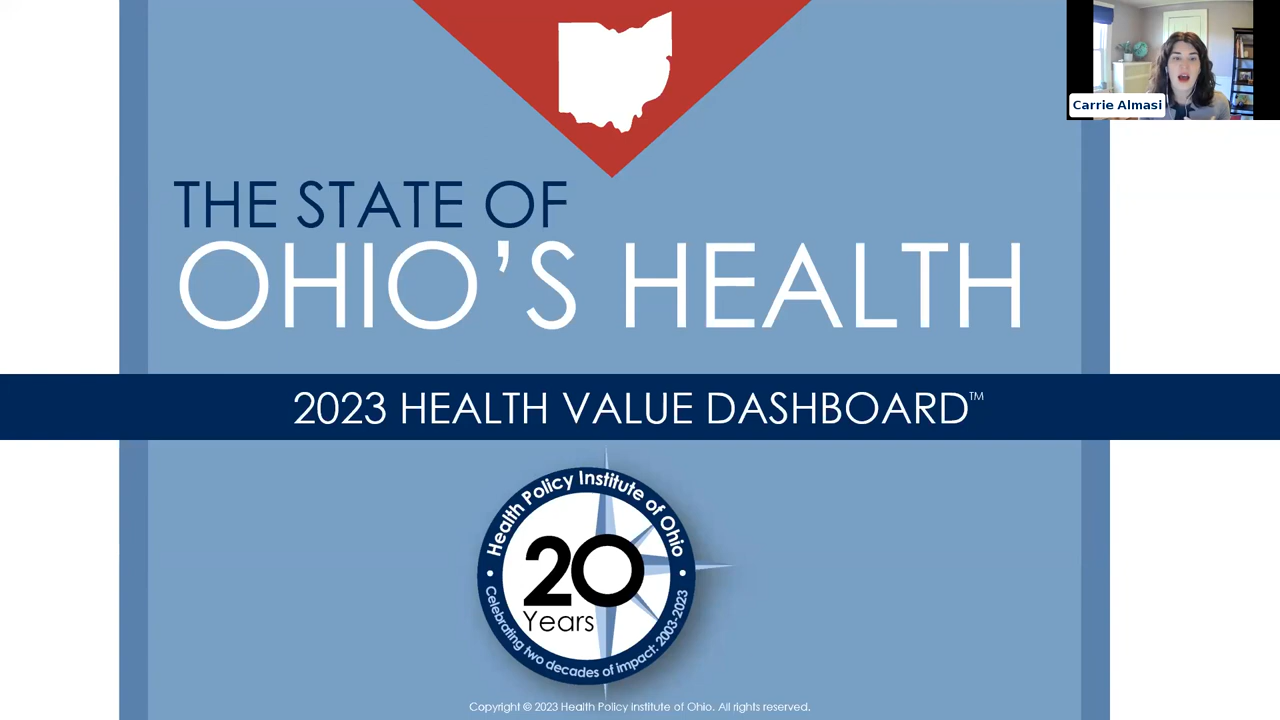 Carrie Almasi
THE STATE OF
OHIO’S HEALTH
2023 HEALTH VALUE DASHBOARD™
Health Policy Institute of Ohio
20
Years
Celebrating two decades of impact: 2003-2023
Copyright © 2023 Health Policy Institute of Ohio. All rights reserved.